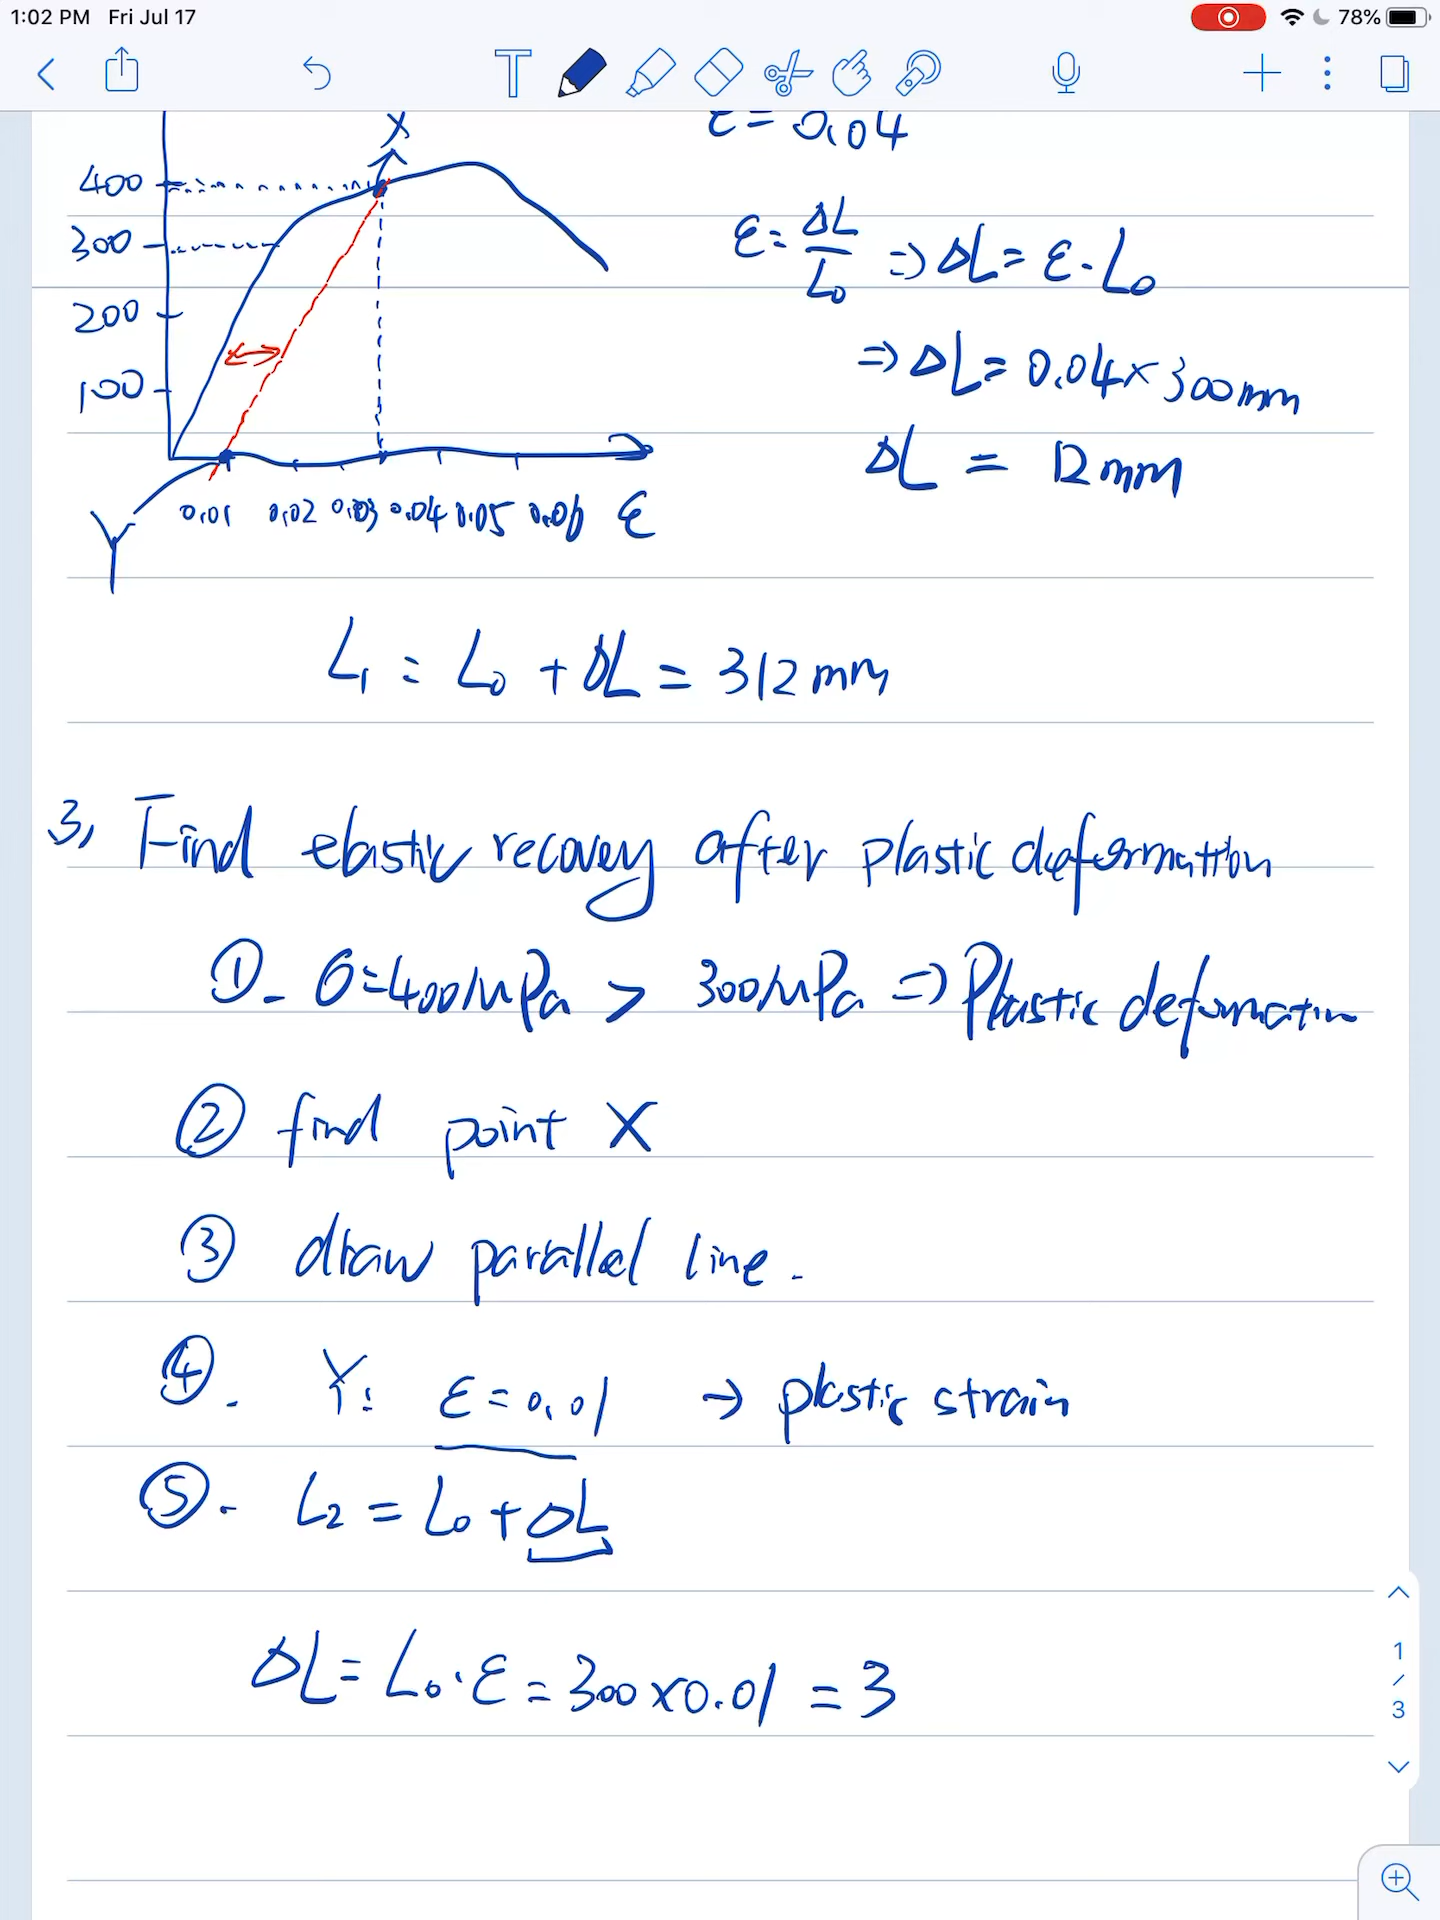 1:02 PM Fri Jul 17
78%
X
ε = 0.04
400
300
200
100
ε = ΔL / L₀ ⇒ ΔL = ε · L₀
⇒ ΔL = 0.04 × 300mm
ΔL = 12mm
0.01 0.02 0.03 0.04 0.05 0.06 ε
Y
L₁ = L₀ + ΔL = 312mm
3, Find elastic recovery after plastic deformation
①. σ=400MPa > 300MPa ⇒ Plastic deformation
② find point X
③ draw parallel line.
④. Y: ε = 0.01 → plastic strain
⑤. L₂ = L₀ + ΔL
ΔL = L₀·ε = 300×0.01 = 3
1
/
3